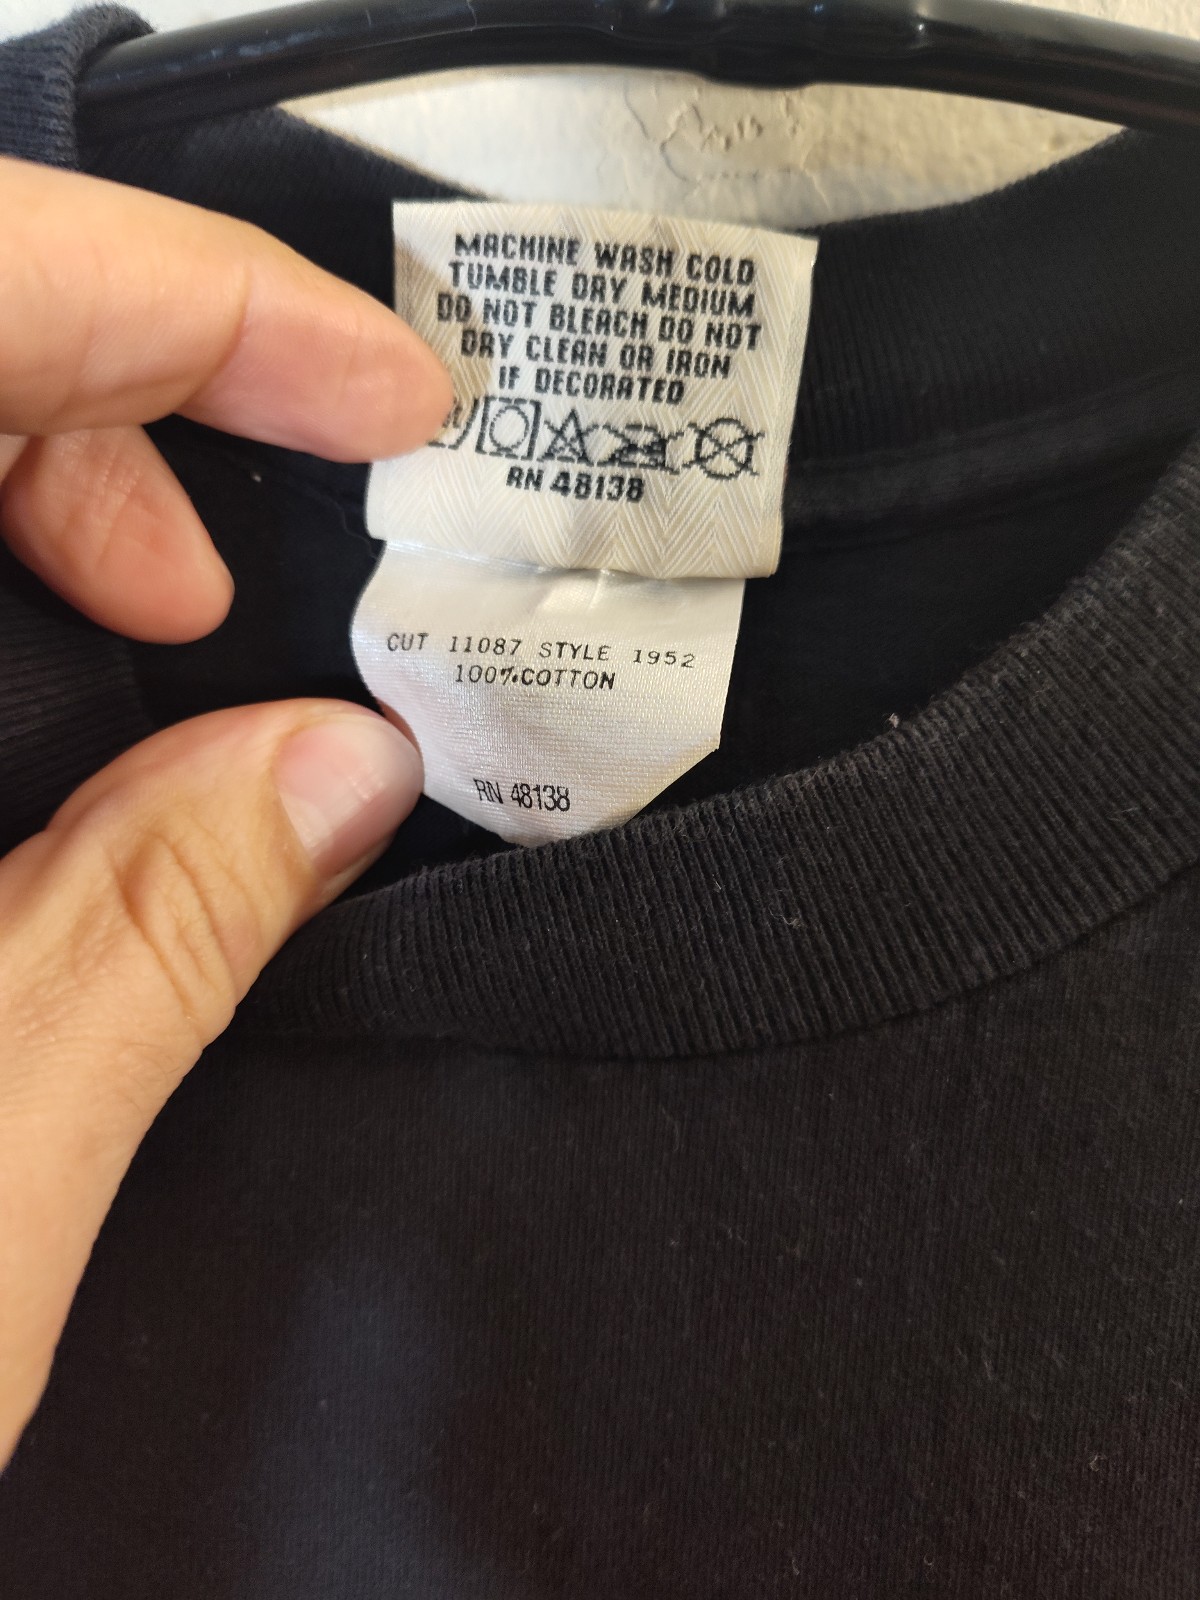 MACHINE WASH COLD
TUMBLE DRY MEDIUM
DO NOT BLEACH DO NOT
DRY CLEAN OR IRON
IF DECORATED
RN 48138
CUT 11087 STYLE 1952
100%COTTON
RN 48138